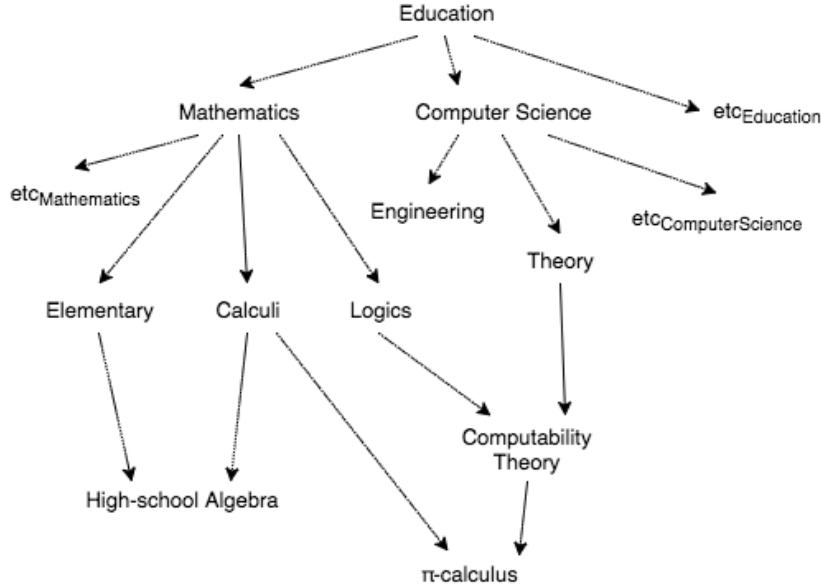 Education
Mathematics
Computer Science
etcEducation
etcMathematics
Engineering
etcComputerScience
Theory
Elementary
Calculi
Logics
Computability
Theory
High-school Algebra
π-calculus